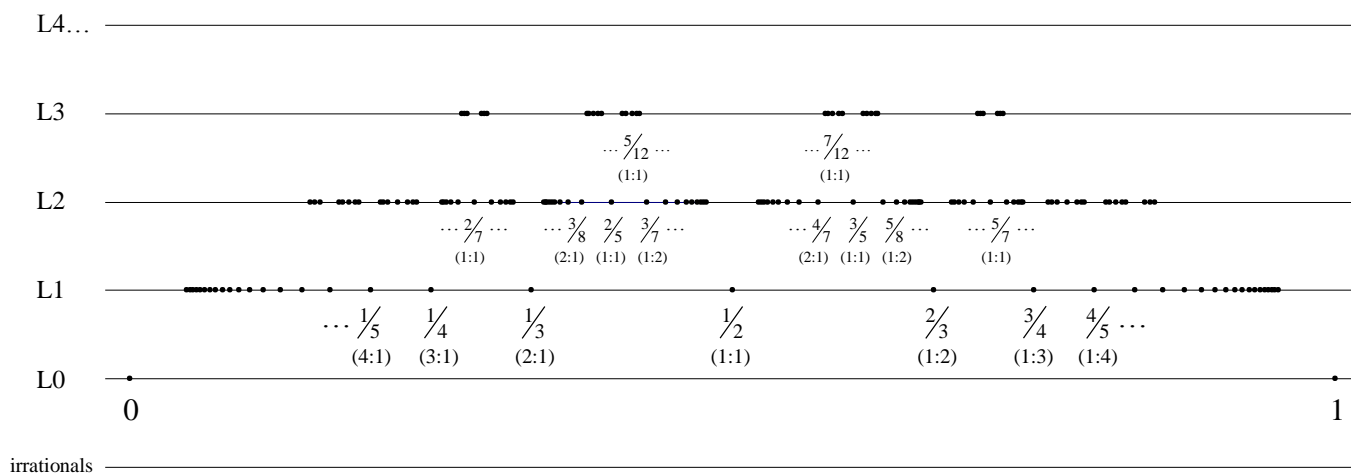 L4…
L3
… 5/12 … … 7/12 …
(1:1) (1:1)
L2
… 2/7 … … 3/8 2/5 3/7 … … 4/7 3/5 5/8 … … 5/7 …
(1:1) (2:1) (1:1) (1:2) (2:1) (1:1) (1:2) (1:1)
L1
… 1/5 1/4 1/3 1/2 2/3 3/4 4/5 …
(4:1) (3:1) (2:1) (1:1) (1:2) (1:3) (1:4)
L0
0 1
irrationals